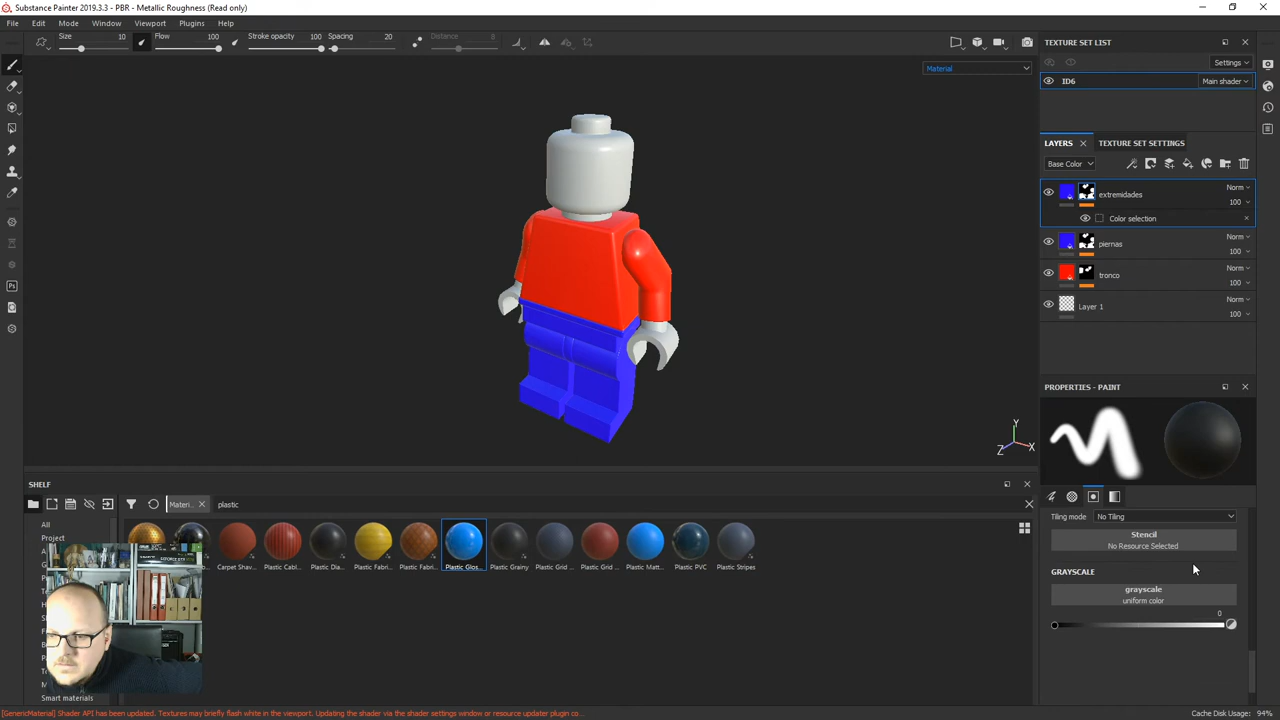 Substance Painter 2019.3.3 - PBR - Metallic Roughness (Read only)
File Edit Mode Window Viewport Plugins Help
Size 10 Flow 100 Stroke opacity 100 Spacing 20 Distance 8
Material
TEXTURE SET LIST
Settings
ID6 Main shader
LAYERS TEXTURE SET SETTINGS
Base Color
extremidades Norm 100
Color selection
piernas Norm 100
tronco Norm 100
Layer 1 Norm 100
PROPERTIES - PAINT
Tiling mode No Tiling
Stencil
No Resource Selected
GRAYSCALE
grayscale
uniform color
0
Y
Z X
SHELF
Materi... plastic
All
Project
Carpet Shav... Plastic Cabl... Plastic Dia... Plastic Fabri... Plastic Fabri... Plastic Glos... Plastic Grainy Plastic Grid ... Plastic Grid ... Plastic Matt... Plastic PVC Plastic Stripes
Smart materials
[GenericMaterial] Shader API has been updated. Textures may briefly flash white in the viewport. Updating the shader via the shader settings window or resource updater plugin co...
Cache Disk Usage: 94%